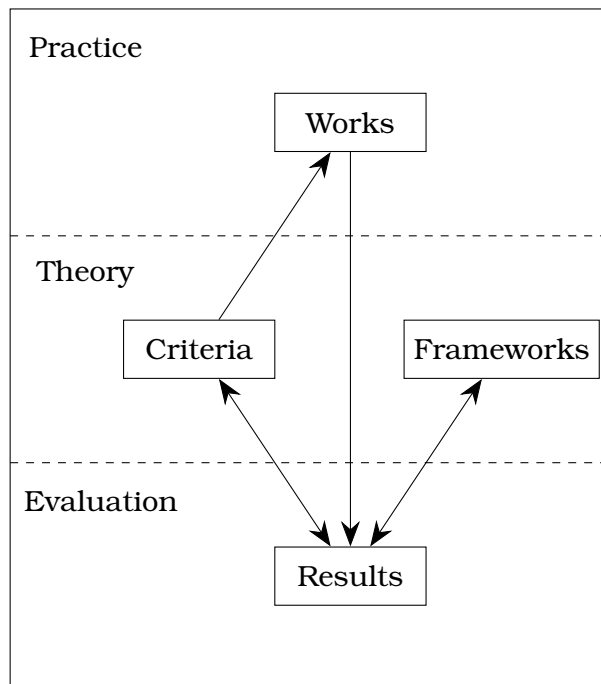 Practice
Works
Theory
Criteria
Frameworks
Evaluation
Results